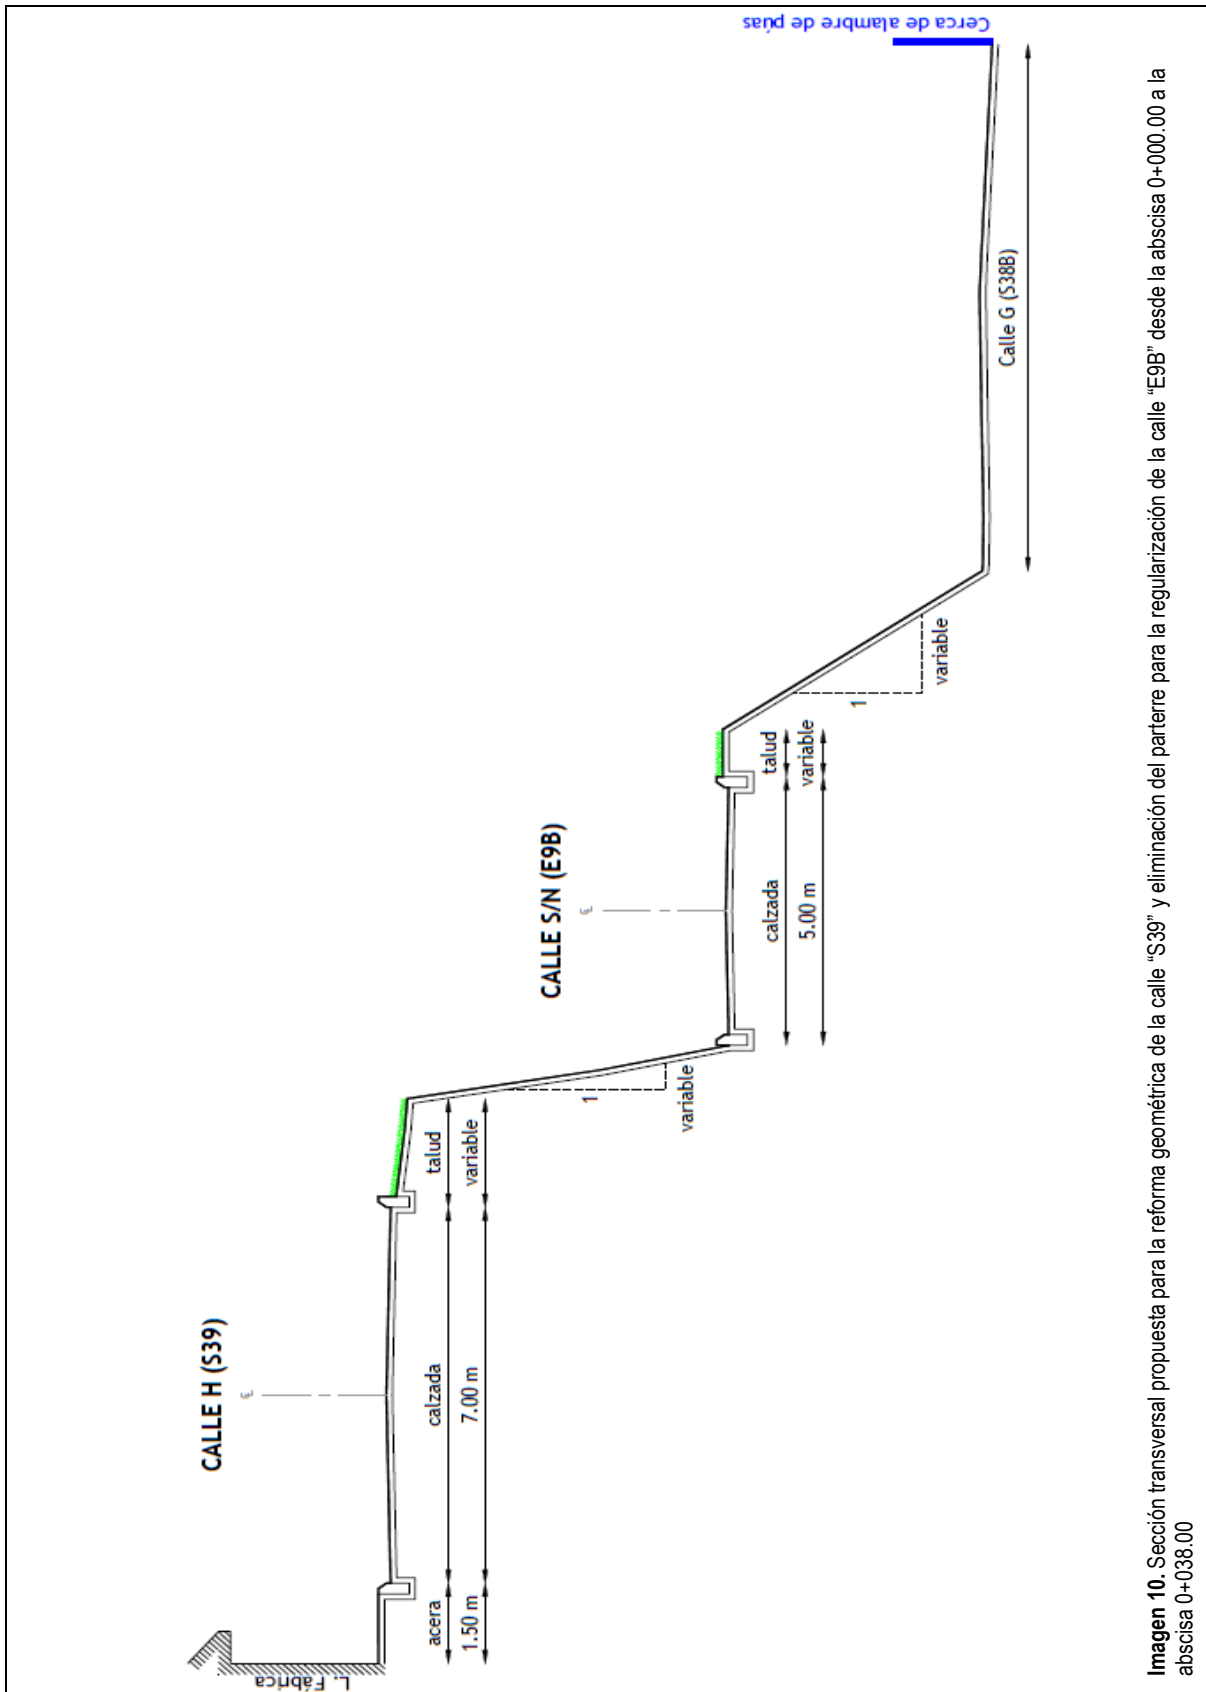 CALLE H (S39)
L. Fábrica
acera
1.50 m
calzada
7.00 m
talud
variable
1
variable
CALLE S/N (E9B)
calzada
5.00 m
talud
variable
1
variable
Calle G (S38B)
Cerca de alambre de púas
Imagen 10. Sección transversal propuesta para la reforma geométrica de la calle “S39” y eliminación del parterre para la regularización de la calle “E9B” desde la abscisa 0+000.00 a la
abscisa 0+038.00